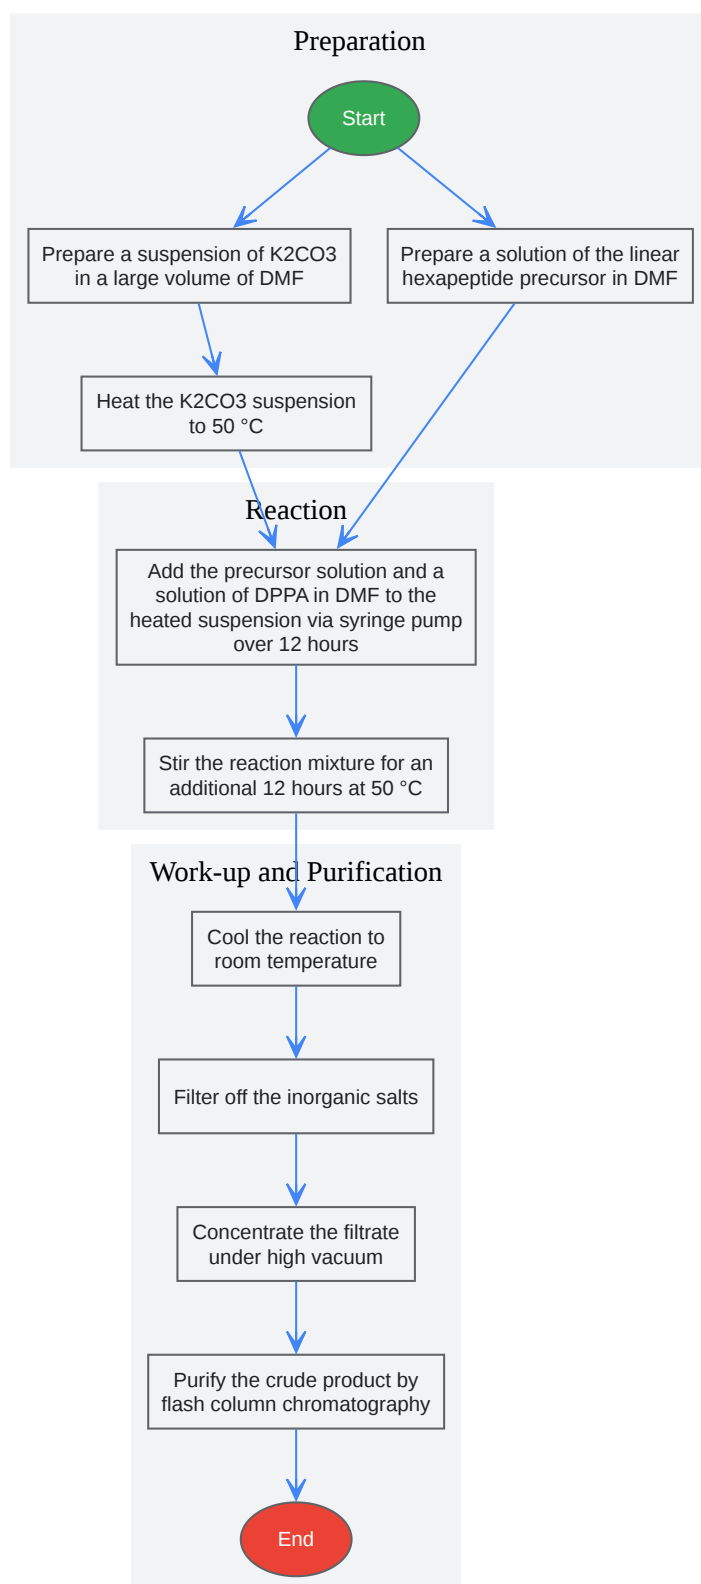 Preparation
Start
Prepare a suspension of K2CO3
in a large volume of DMF
Prepare a solution of the linear
hexapeptide precursor in DMF
Heat the K2CO3 suspension
to 50 °C
Reaction
Add the precursor solution and a
solution of DPPA in DMF to the
heated suspension via syringe pump
over 12 hours
Stir the reaction mixture for an
additional 12 hours at 50 °C
Work-up and Purification
Cool the reaction to
room temperature
Filter off the inorganic salts
Concentrate the filtrate
under high vacuum
Purify the crude product by
flash column chromatography
End